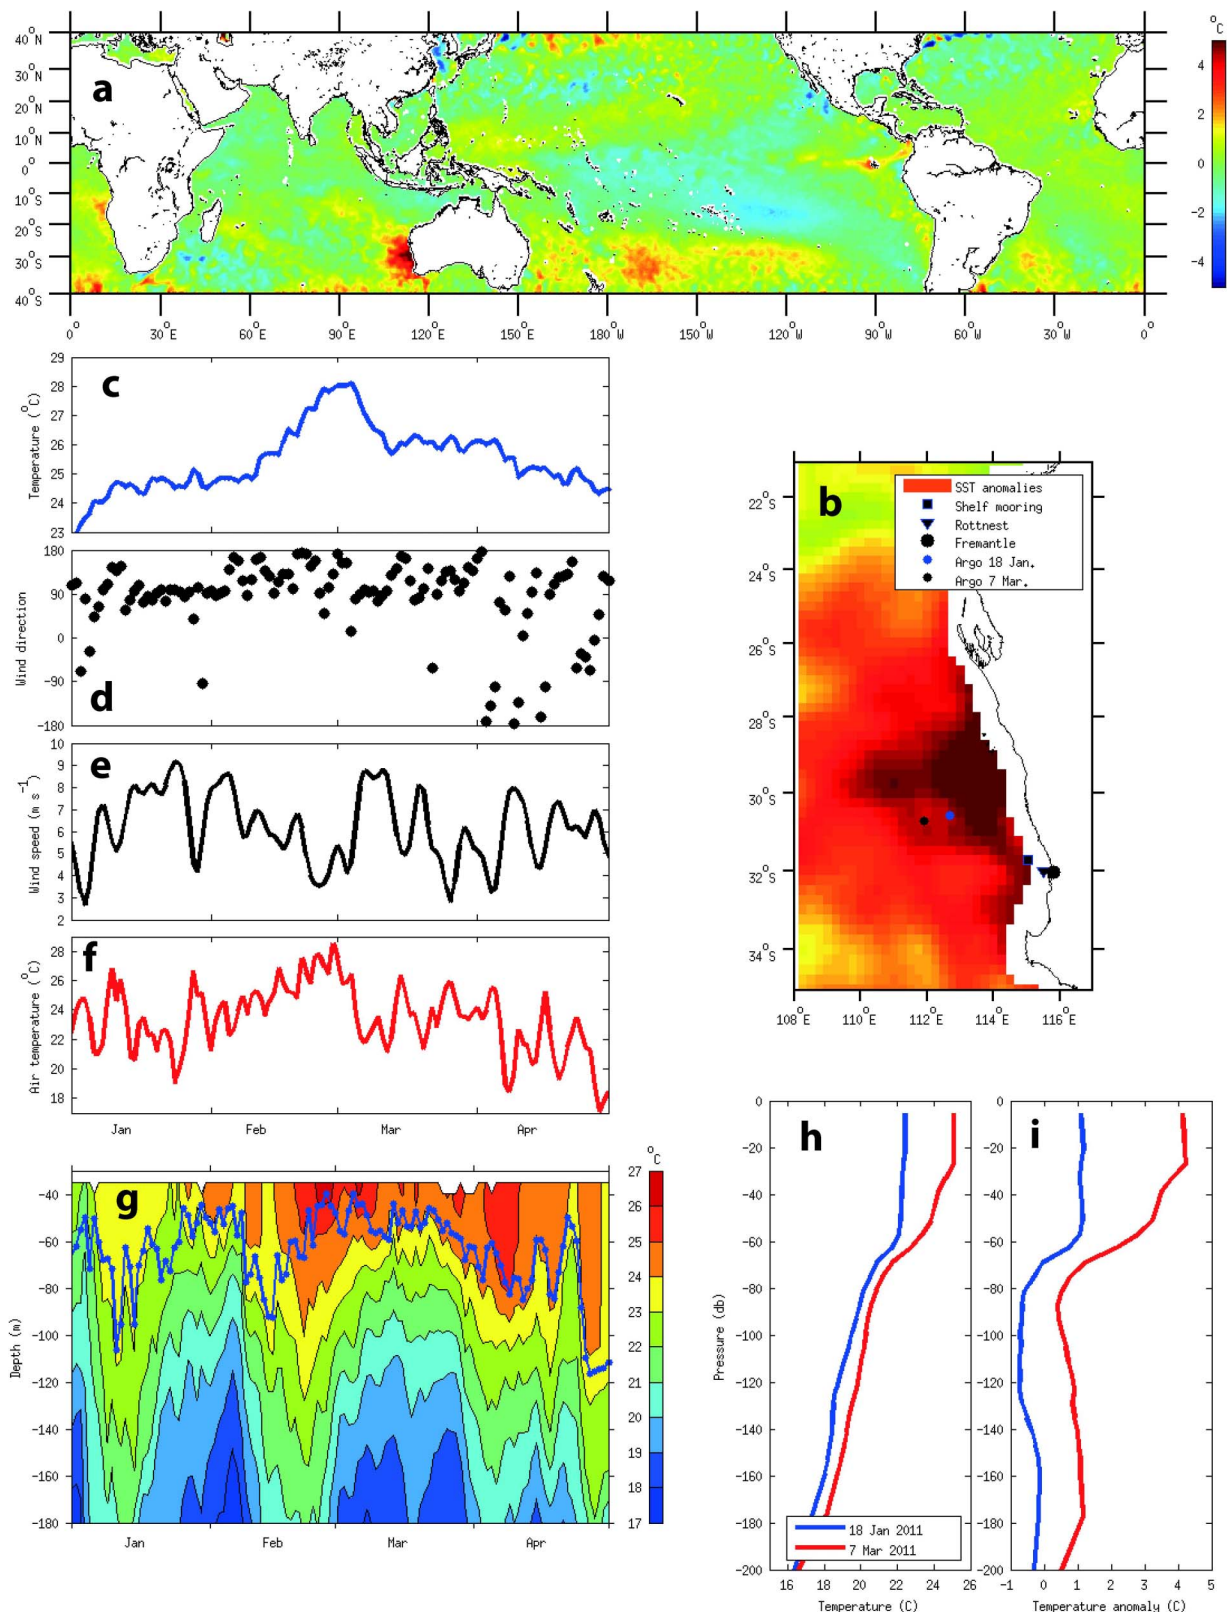 a
°C
40°N
30°N
20°N
10°N
0°
10°S
20°S
30°S
40°S
4
2
0
−2
−4
0° 30°E 60°E 90°E 120°E 150°E 180°W 150°W 120°W 90°W 60°W 30°W 0°
c
Temperature (°C)
29
28
27
26
25
24
23
d
Wind direction
180
90
0
−90
−180
e
Wind speed (m s−1)
10
9
8
7
6
5
4
3
2
f
Air temperature (°C)
28
26
24
22
20
18
Jan Feb Mar Apr
b
SST anomalies
Shelf mooring
Rottnest
Fremantle
Argo 18 Jan.
Argo 7 Mar.
22°S
24°S
26°S
28°S
30°S
32°S
34°S
108°E 110°E 112°E 114°E 116°E
g
Depth (m)
−40
−60
−80
−100
−120
−140
−160
−180
Jan Feb Mar Apr
°C
27
26
25
24
23
22
21
20
19
18
17
h
Pressure (db)
0
−20
−40
−60
−80
−100
−120
−140
−160
−180
−200
18 Jan 2011
7 Mar 2011
16 18 20 22 24 26
Temperature (C)
i
0
−20
−40
−60
−80
−100
−120
−140
−160
−180
−200
−1 0 1 2 3 4 5
Temperature anomaly (C)